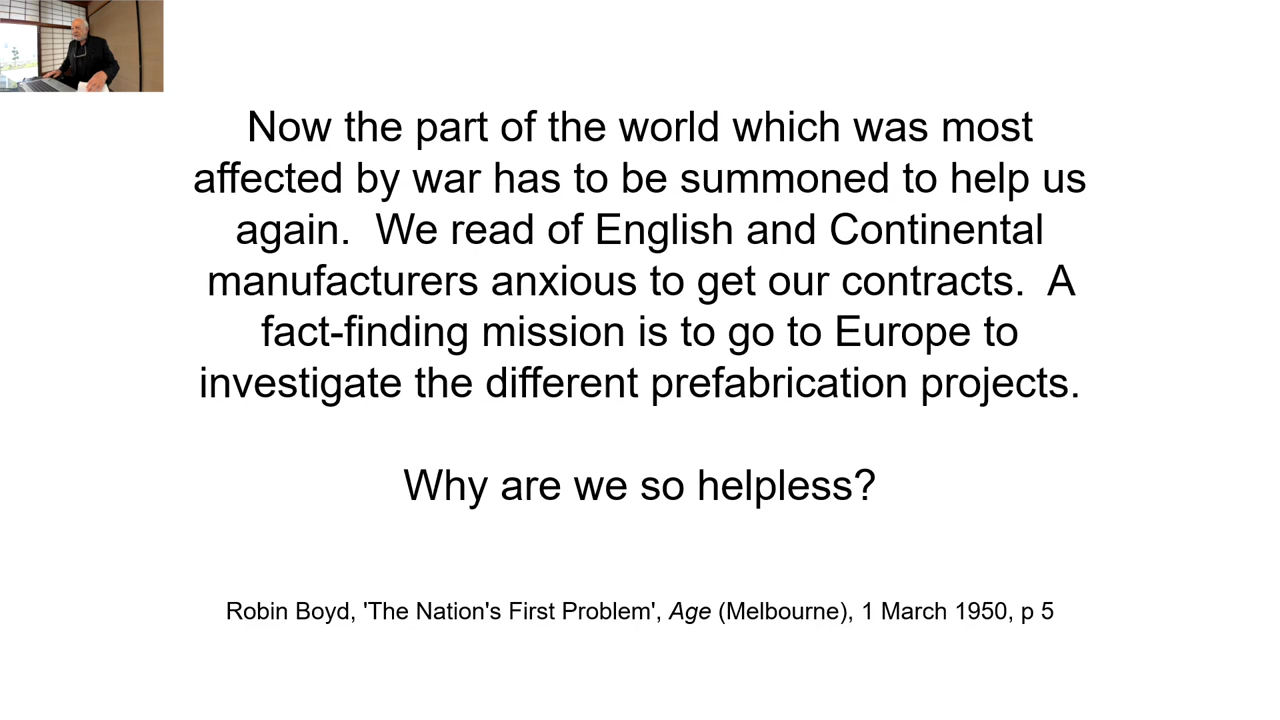 Now the part of the world which was most
affected by war has to be summoned to help us
again.  We read of English and Continental
manufacturers anxious to get our contracts.  A
fact-finding mission is to go to Europe to
investigate the different prefabrication projects.
Why are we so helpless?
Robin Boyd, 'The Nation's First Problem', Age (Melbourne), 1 March 1950, p 5